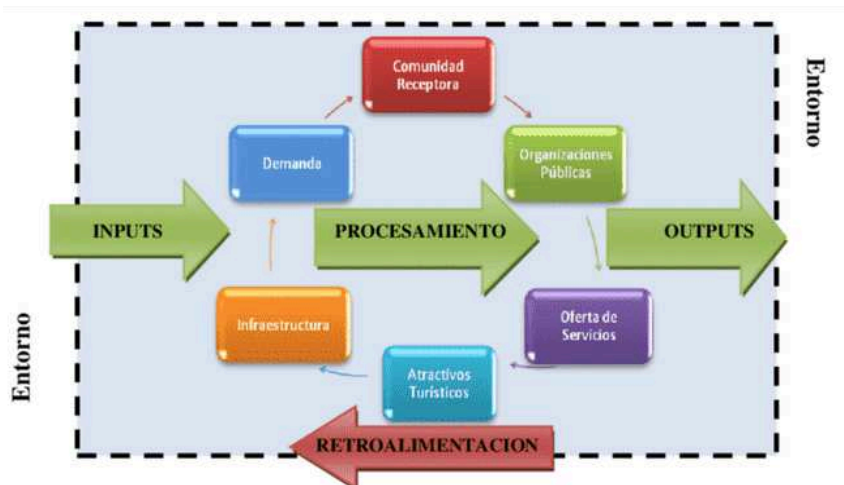 Comunidad
Receptora
Entorno
Demanda
Organizaciones
Públicas
INPUTS
PROCESAMIENTO
OUTPUTS
Infraestructura
Oferta de
Servicios
Entorno
Atractivos
Turísticos
RETROALIMENTACION